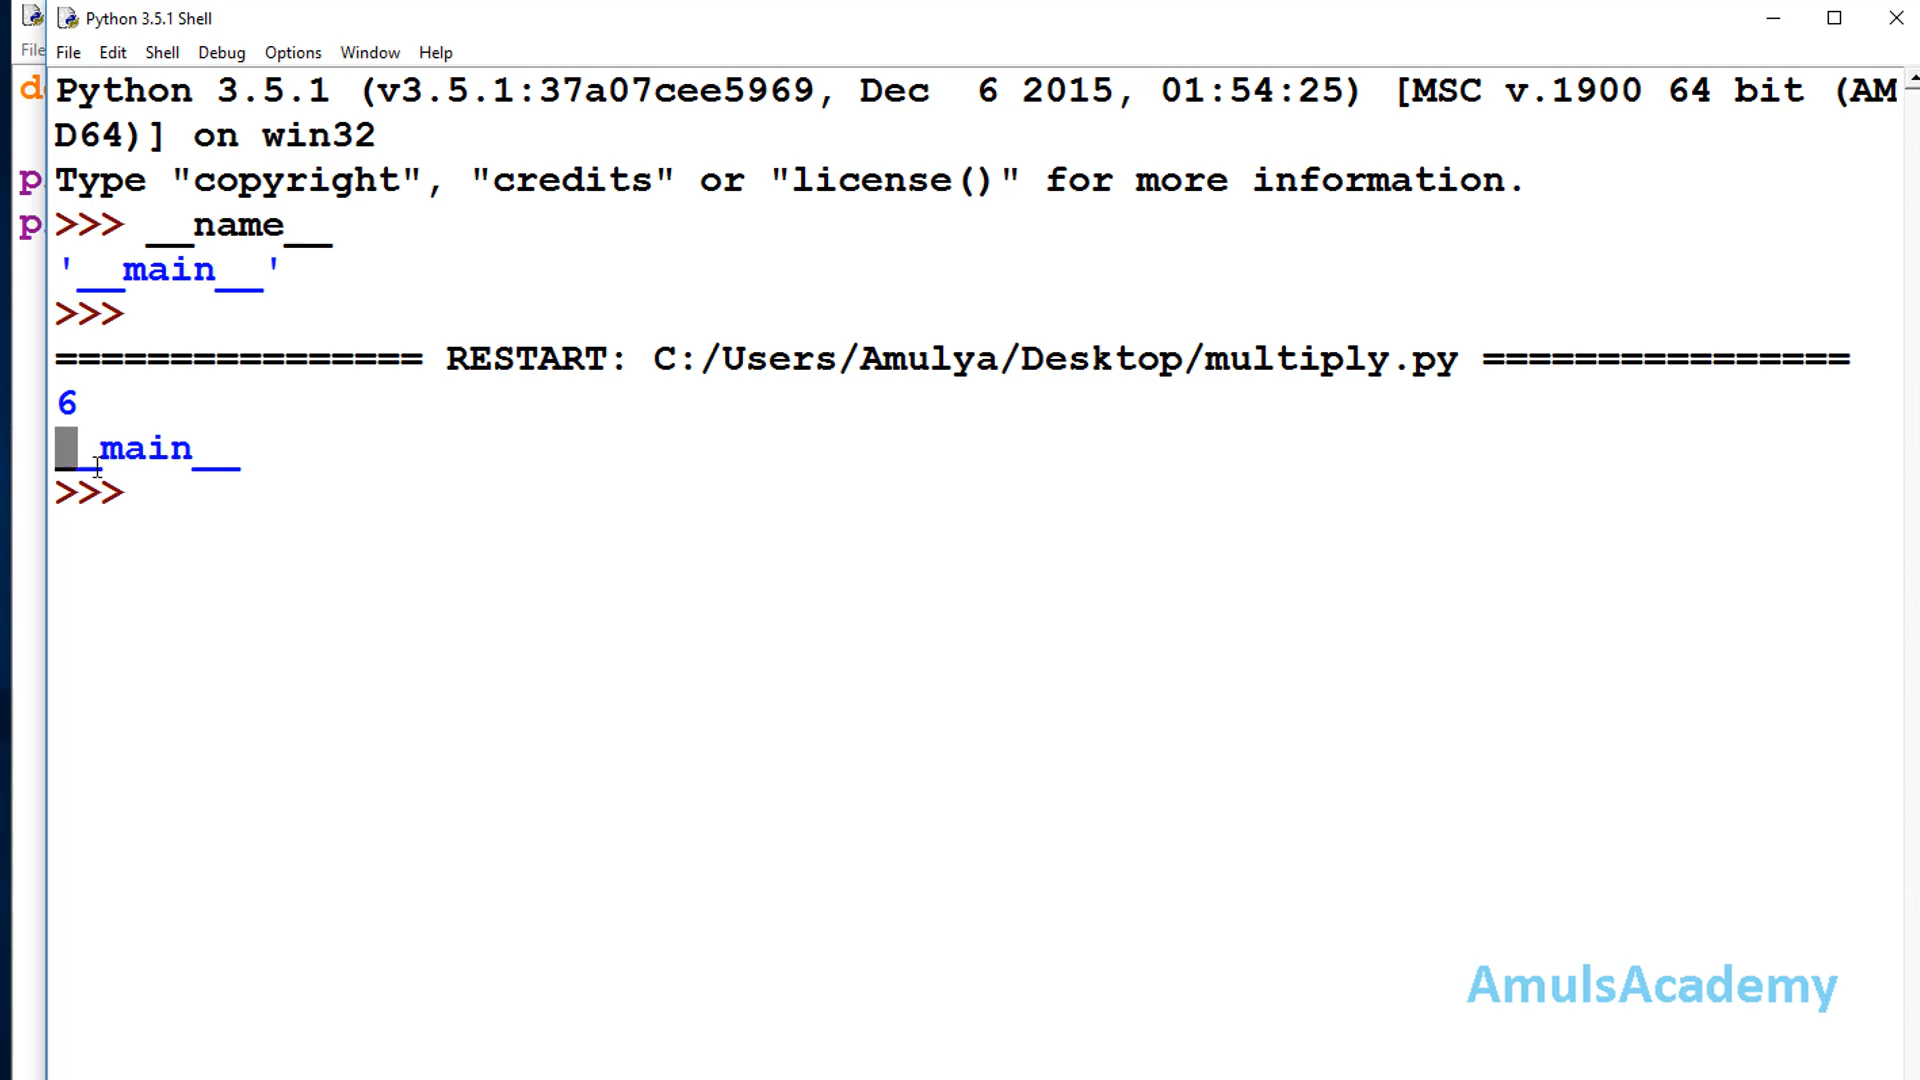 Python 3.5.1 Shell
File
File Edit Shell Debug Options Window Help
d
Python 3.5.1 (v3.5.1:37a07cee5969, Dec  6 2015, 01:54:25) [MSC v.1900 64 bit (AM
D64)] on win32
p
Type "copyright", "credits" or "license()" for more information.
p
>>> __name__
'__main__'
>>>
================ RESTART: C:/Users/Amulya/Desktop/multiply.py ================
6
__main__
>>>
AmulsAcademy